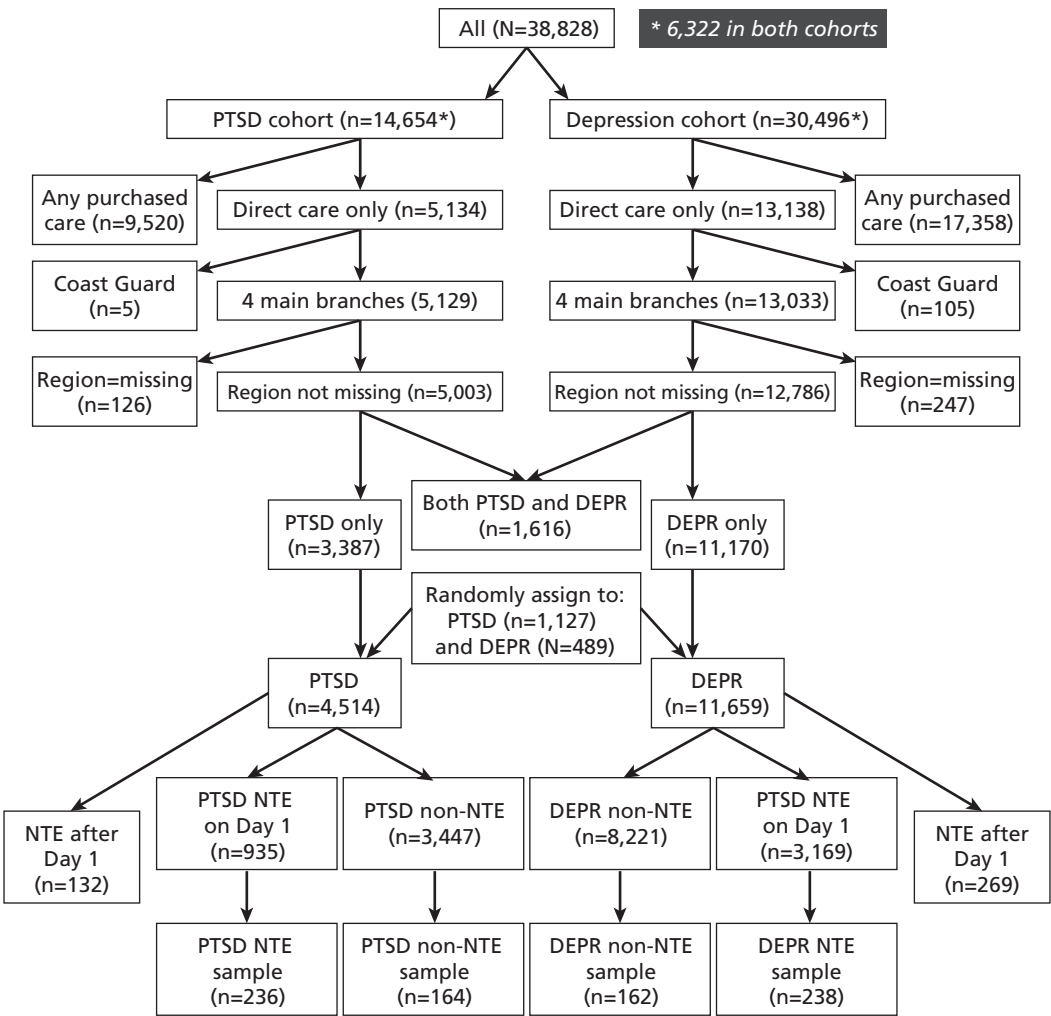 All (N=38,828)
* 6,322 in both cohorts
PTSD cohort (n=14,654*)
Depression cohort (n=30,496*)
Any purchased
care (n=9,520)
Direct care only (n=5,134)
Direct care only (n=13,138)
Any purchased
care (n=17,358)
Coast Guard
(n=5)
4 main branches (5,129)
4 main branches (n=13,033)
Coast Guard
(n=105)
Region=missing
(n=126)
Region not missing (n=5,003)
Region not missing (n=12,786)
Region=missing
(n=247)
Both PTSD and DEPR
(n=1,616)
PTSD only
(n=3,387)
DEPR only
(n=11,170)
Randomly assign to:
PTSD (n=1,127)
and DEPR (N=489)
PTSD
(n=4,514)
DEPR
(n=11,659)
NTE after
Day 1
(n=132)
PTSD NTE
on Day 1
(n=935)
PTSD non-NTE
(n=3,447)
DEPR non-NTE
(n=8,221)
PTSD NTE
on Day 1
(n=3,169)
NTE after
Day 1
(n=269)
PTSD NTE
sample
(n=236)
PTSD non-NTE
sample
(n=164)
DEPR non-NTE
sample
(n=162)
DEPR NTE
sample
(n=238)